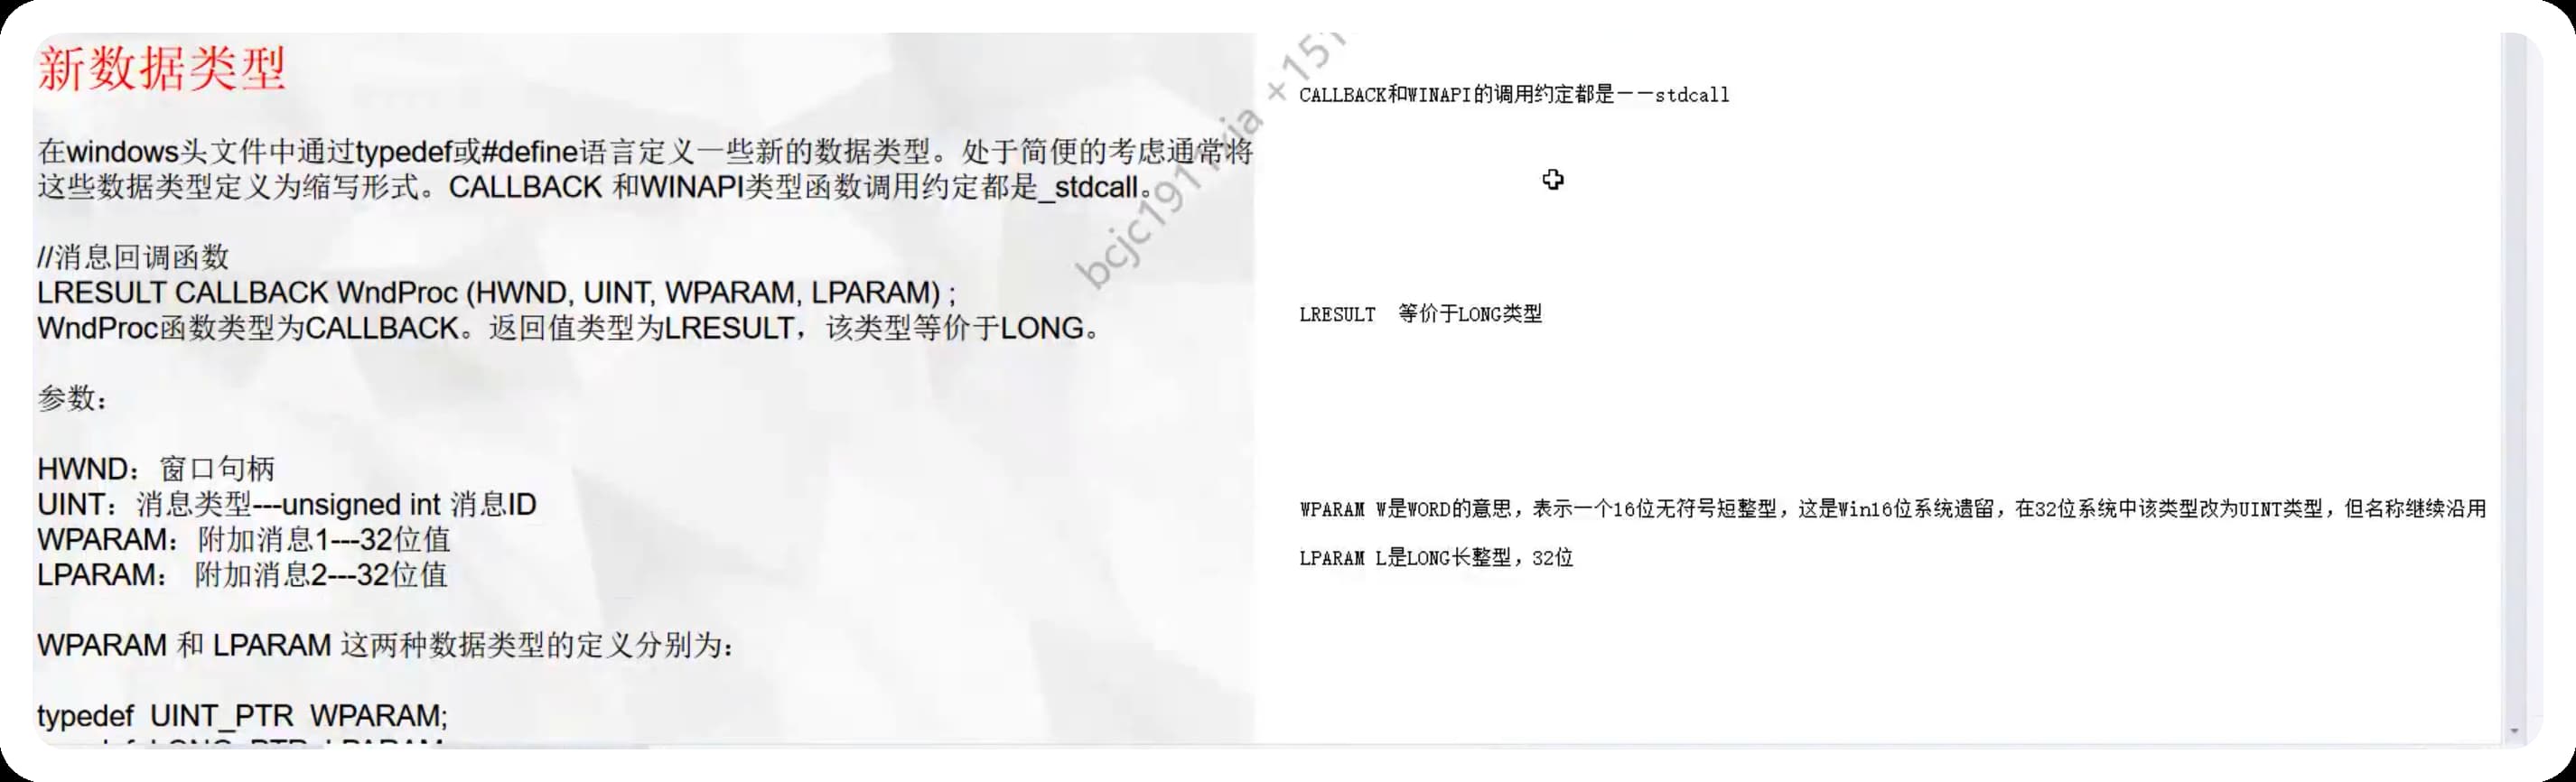 新数据类型
在windows头文件中通过typedef或#define语言定义一些新的数据类型。处于简便的考虑通常将
这些数据类型定义为缩写形式。CALLBACK 和WINAPI类型函数调用约定都是_stdcall。
//消息回调函数
LRESULT CALLBACK WndProc (HWND, UINT, WPARAM, LPARAM) ;
WndProc函数类型为CALLBACK。返回值类型为LRESULT，该类型等价于LONG。
参数：
HWND：窗口句柄
UINT：消息类型---unsigned int 消息ID
WPARAM：附加消息1---32位值
LPARAM： 附加消息2---32位值
WPARAM 和 LPARAM 这两种数据类型的定义分别为：
typedef  UINT_PTR  WPARAM;
CALLBACK和WINAPI的调用约定都是——stdcall
LRESULT  等价于LONG类型
WPARAM W是WORD的意思，表示一个16位无符号短整型，这是Win16位系统遗留，在32位系统中该类型改为UINT类型，但名称继续沿用
LPARAM L是LONG长整型，32位